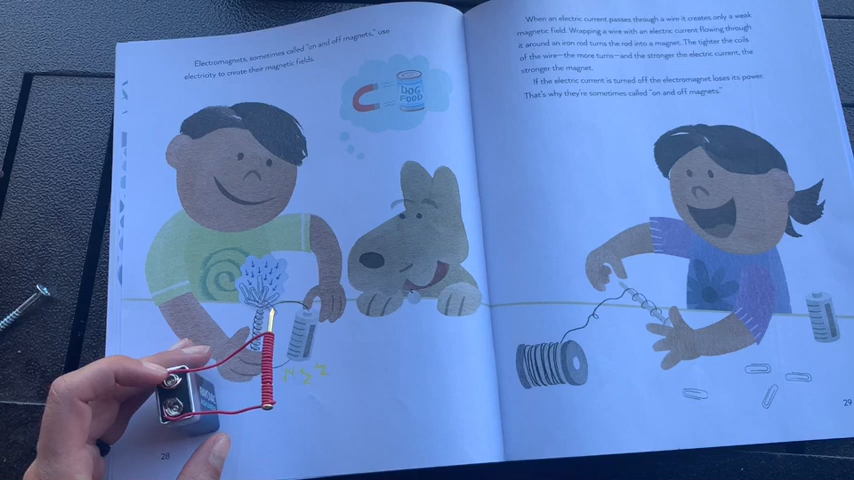 Electromagnets, sometimes called "on and off magnets," use
electricity to create their magnetic fields.
DOG
FOOD
28
When an electric current passes through a wire it creates only a weak
magnetic field. Wrapping a wire with an electric current flowing through
it around an iron rod turns the rod into a magnet. The tighter the coils
of the wire—the more turns—and the stronger the electric current, the
stronger the magnet.
If the electric current is turned off the electromagnet loses its power.
That's why they're sometimes called "on and off magnets."
29